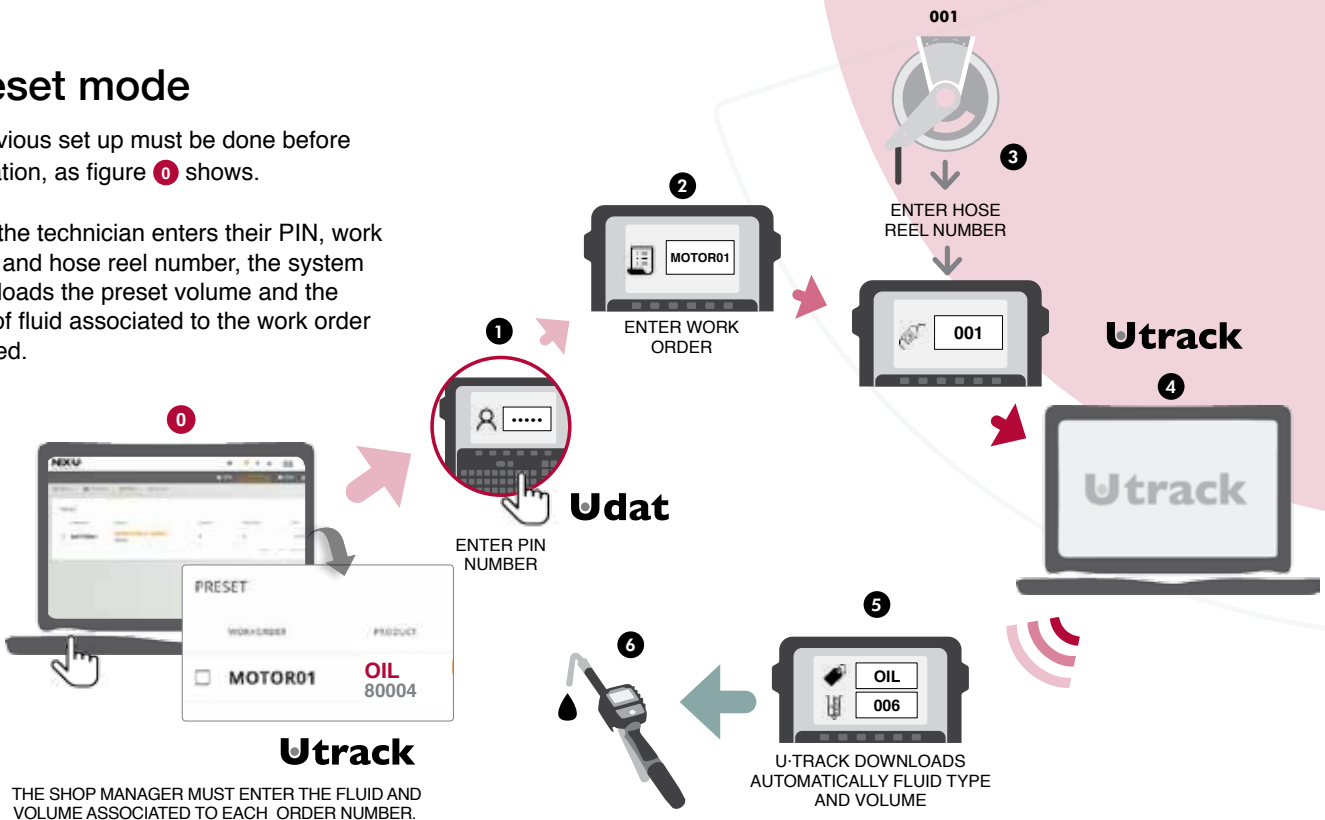 eset mode
vious set up must be done before
ation, as figure 0 shows.
the technician enters their PIN, work
and hose reel number, the system
loads the preset volume and the
of fluid associated to the work order
ed.
0
NIXU
PRESET
WORKORDER PRODUCT
MOTOR01 OIL
80004
Utrack
THE SHOP MANAGER MUST ENTER THE FLUID AND
VOLUME ASSOCIATED TO EACH ORDER NUMBER.
1
.....
Udat
ENTER PIN
NUMBER
2
MOTOR01
ENTER WORK
ORDER
001
3
ENTER HOSE
REEL NUMBER
001
Utrack
4
Utrack
5
OIL
006
U·TRACK DOWNLOADS
AUTOMATICALLY FLUID TYPE
AND VOLUME
6